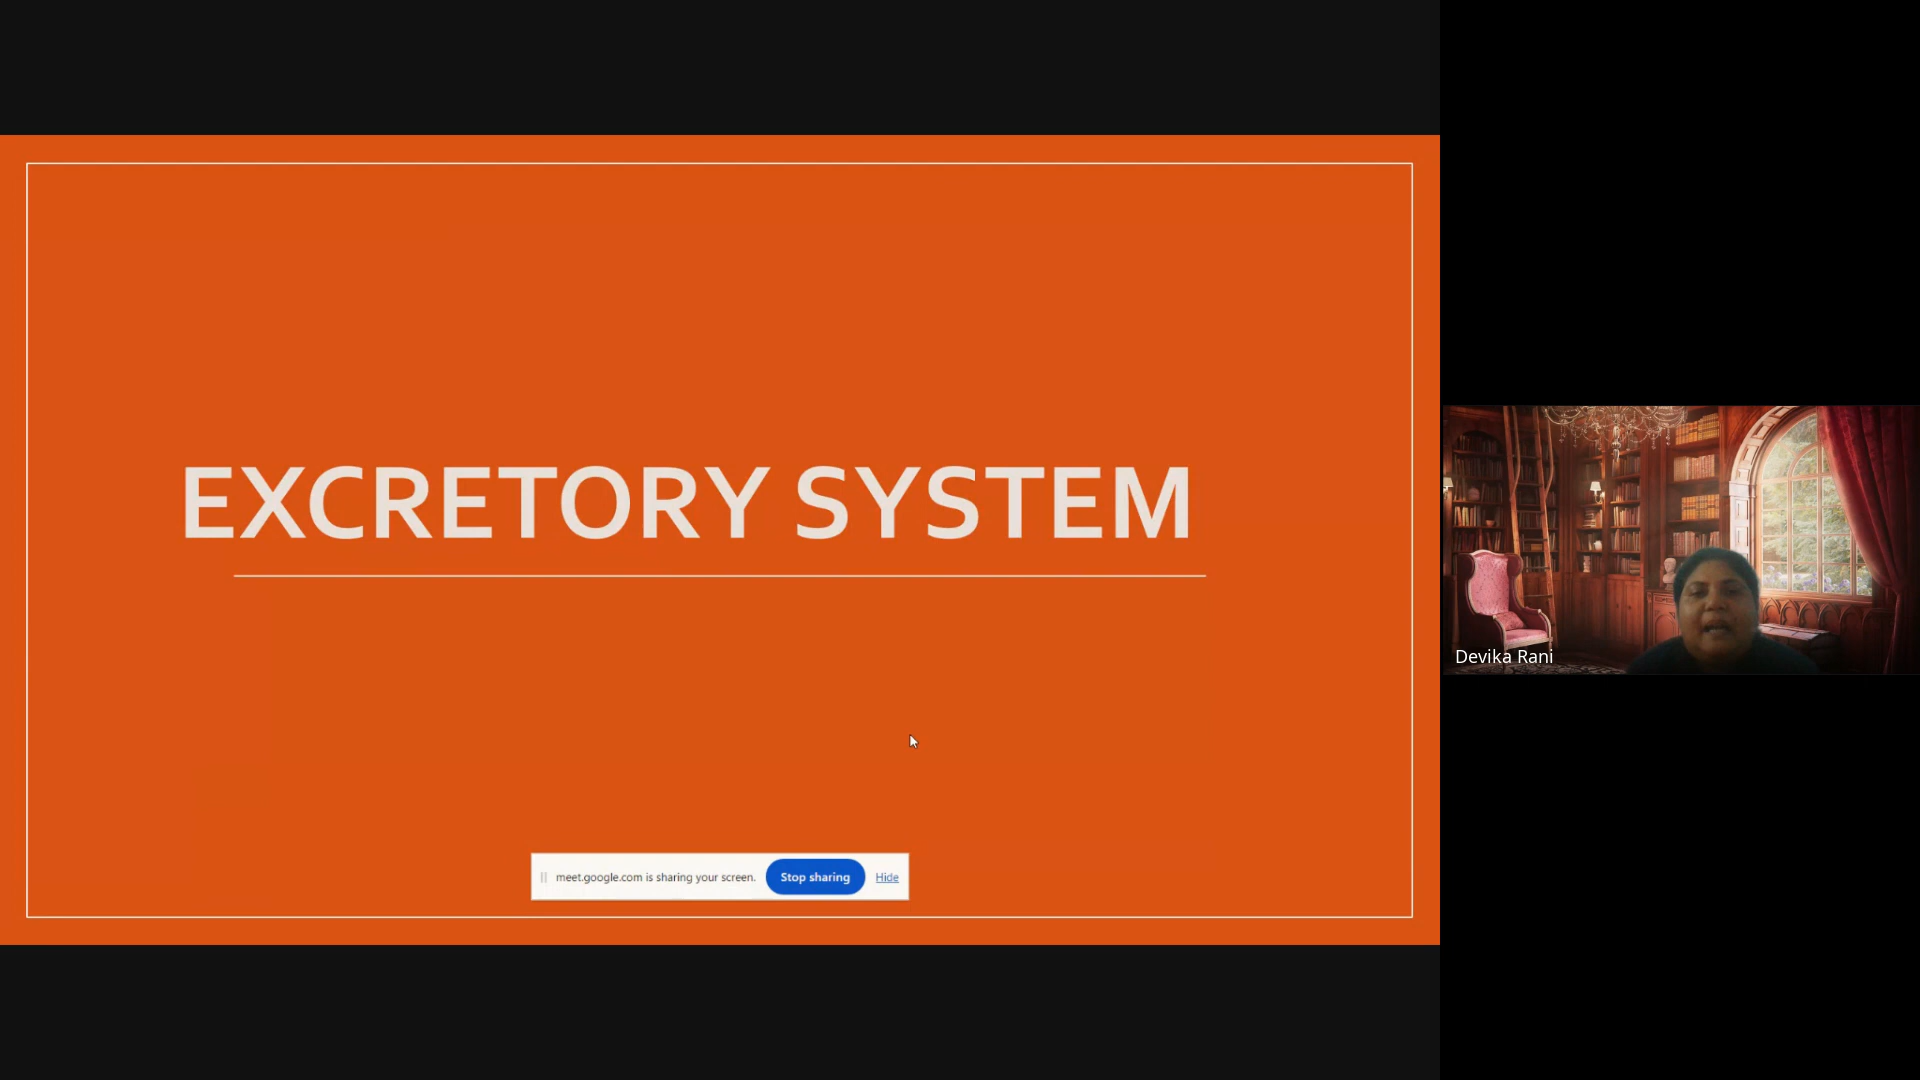 EXCRETORY SYSTEM
meet.google.com is sharing your screen. Stop sharing Hide
Devika Rani